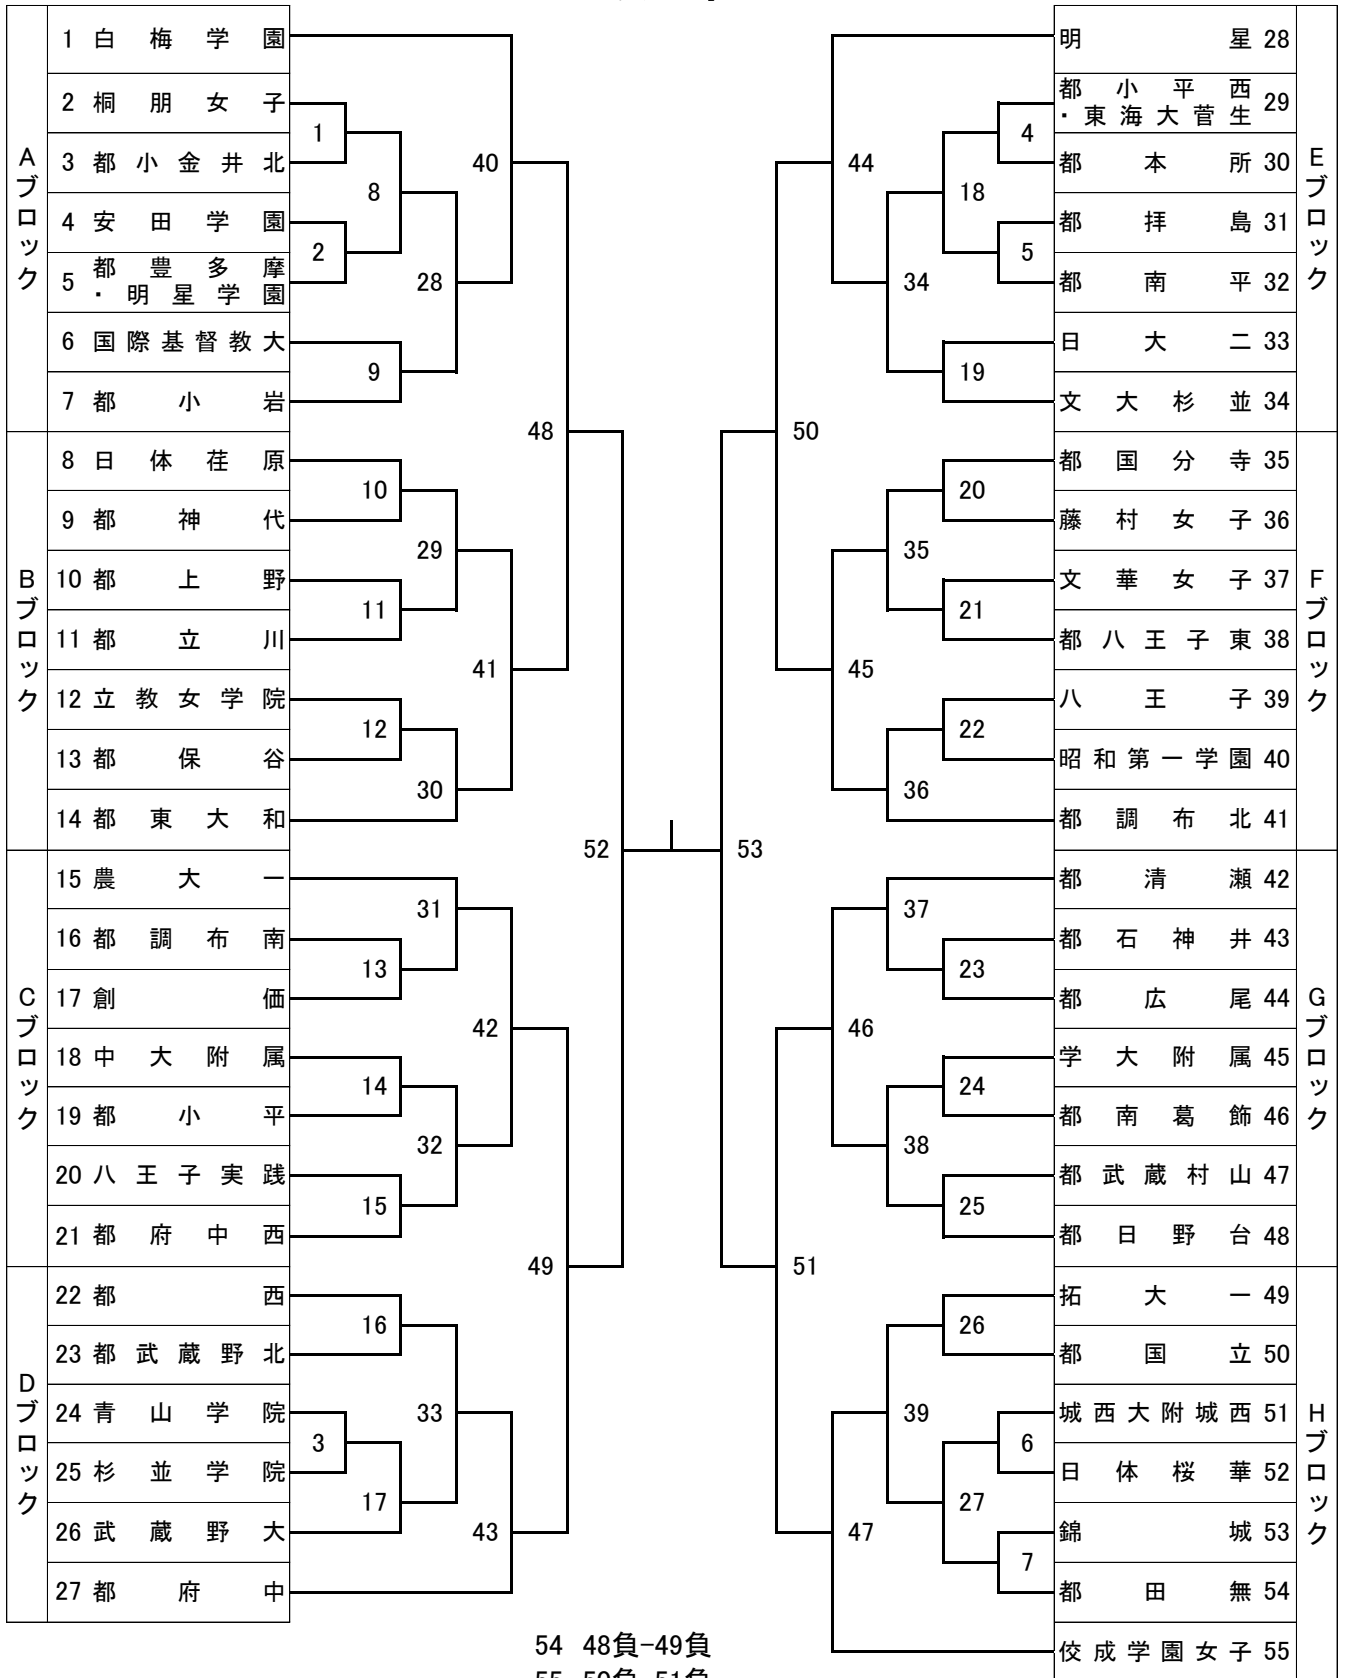 Aブロック
1 白梅学園
2 桐朋女子
3 都小金井北
4 安田学園
5 都豊多摩
・明星学園
6 国際基督教大
7 都小岩
Bブロック
8 日体荏原
9 都神代
10 都上野
11 都立川
12 立教女学院
13 都保谷
14 都東大和
Cブロック
15 農大一
16 都調布南
17 創価
18 中大附属
19 都小平
20 八王子実践
21 都府中西
Dブロック
22 都西
23 都武蔵野北
24 青山学院
25 杉並学院
26 武蔵野大
27 都府中
1
2
8
9
28
40
10
11
29
12
30
41
48
31
13
14
32
15
42
16
3
17
33
43
49
52
53
50
44
4
18
5
34
19
20
35
21
45
22
36
37
23
46
24
38
25
51
26
39
6
27
7
47
Eブロック
明星 28
都小平西
・東海大菅生 29
都本所 30
都拝島 31
都南平 32
日大二 33
文大杉並 34
Fブロック
都国分寺 35
藤村女子 36
文華女子 37
都八王子東 38
八王子 39
昭和第一学園 40
都調布北 41
Gブロック
都清瀬 42
都石神井 43
都広尾 44
学大附属 45
都南葛飾 46
都武蔵村山 47
都日野台 48
Hブロック
拓大一 49
都国立 50
城西大附城西 51
日体桜華 52
錦城 53
都田無 54
佼成学園女子 55
54 48負-49負